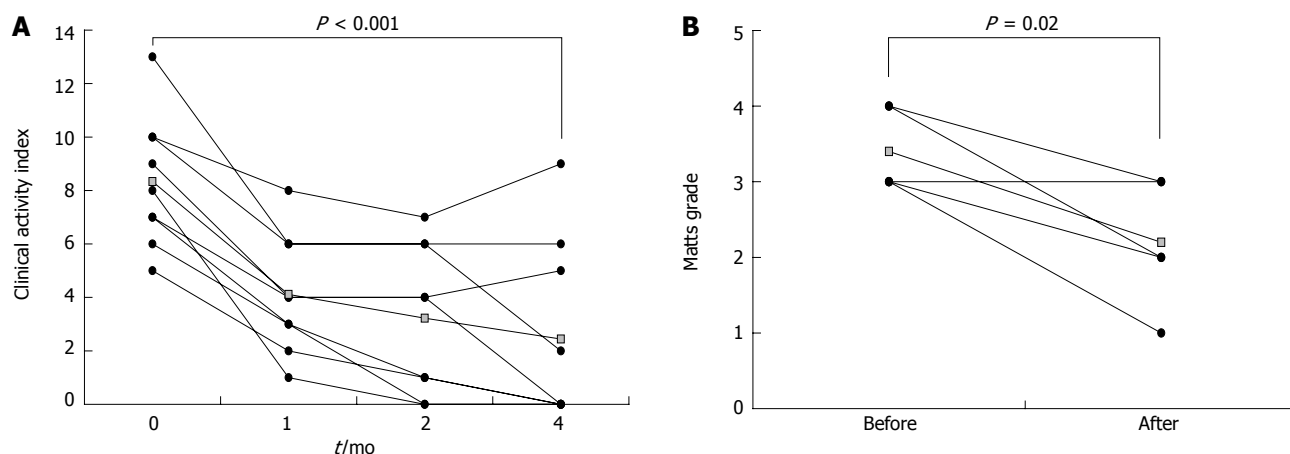 A
P < 0.001
Clinical activity index
14
12
10
8
6
4
2
0
0 1 2 4
t/mo
B
P = 0.02
Matts grade
5
4
3
2
1
0
Before After